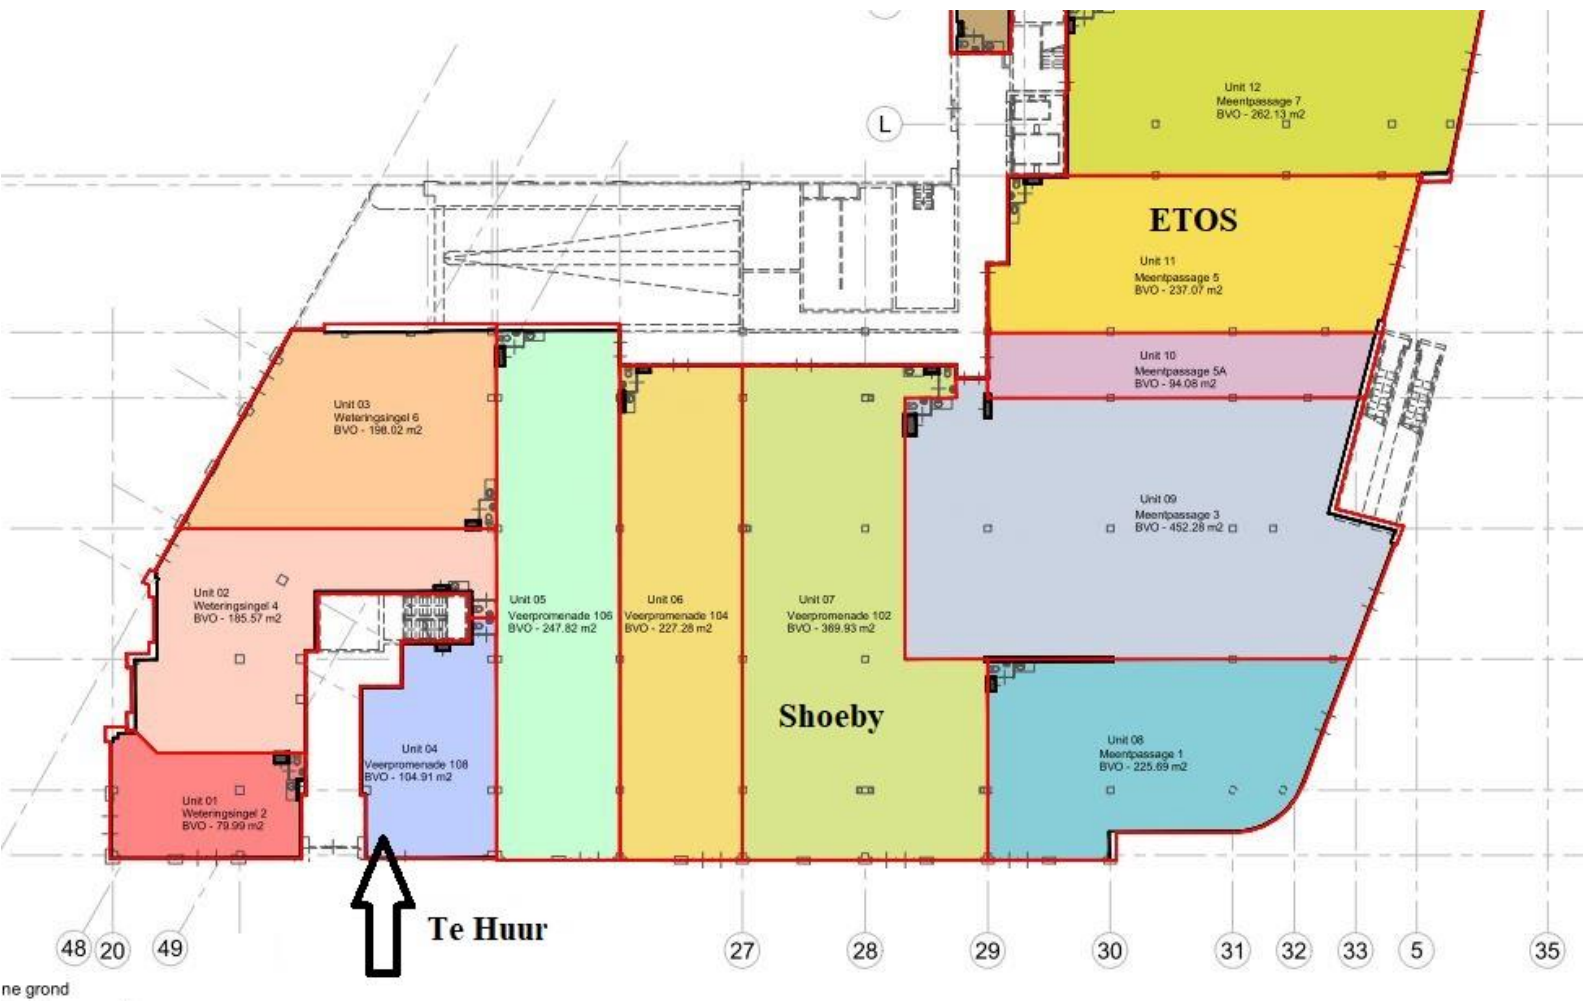 Unit 12
Meentpassage 7
BVO - 262.13 m2
L
ETOS
Unit 11
Meentpassage 5
BVO - 237.07 m2
Unit 10
Meentpassage 5A
BVO - 94.08 m2
Unit 03
Weteringsingel 6
BVO - 198.02 m2
Unit 09
Meentpassage 3
BVO - 452.28 m2
Unit 02
Weteringsingel 4
BVO - 185.57 m2
Unit 05
Veerpromenade 106
BVO - 247.82 m2
Unit 06
Veerpromenade 104
BVO - 227.28 m2
Unit 07
Veerpromenade 102
BVO - 369.93 m2
Shoeby
Unit 04
Veerpromenade 108
BVO - 104.91 m2
Unit 08
Meentpassage 1
BVO - 225.69 m2
Unit 01
Weteringsingel 2
BVO - 79.99 m2
Te Huur
48 20 49 27 28 29 30 31 32 33 5 35
ne grond